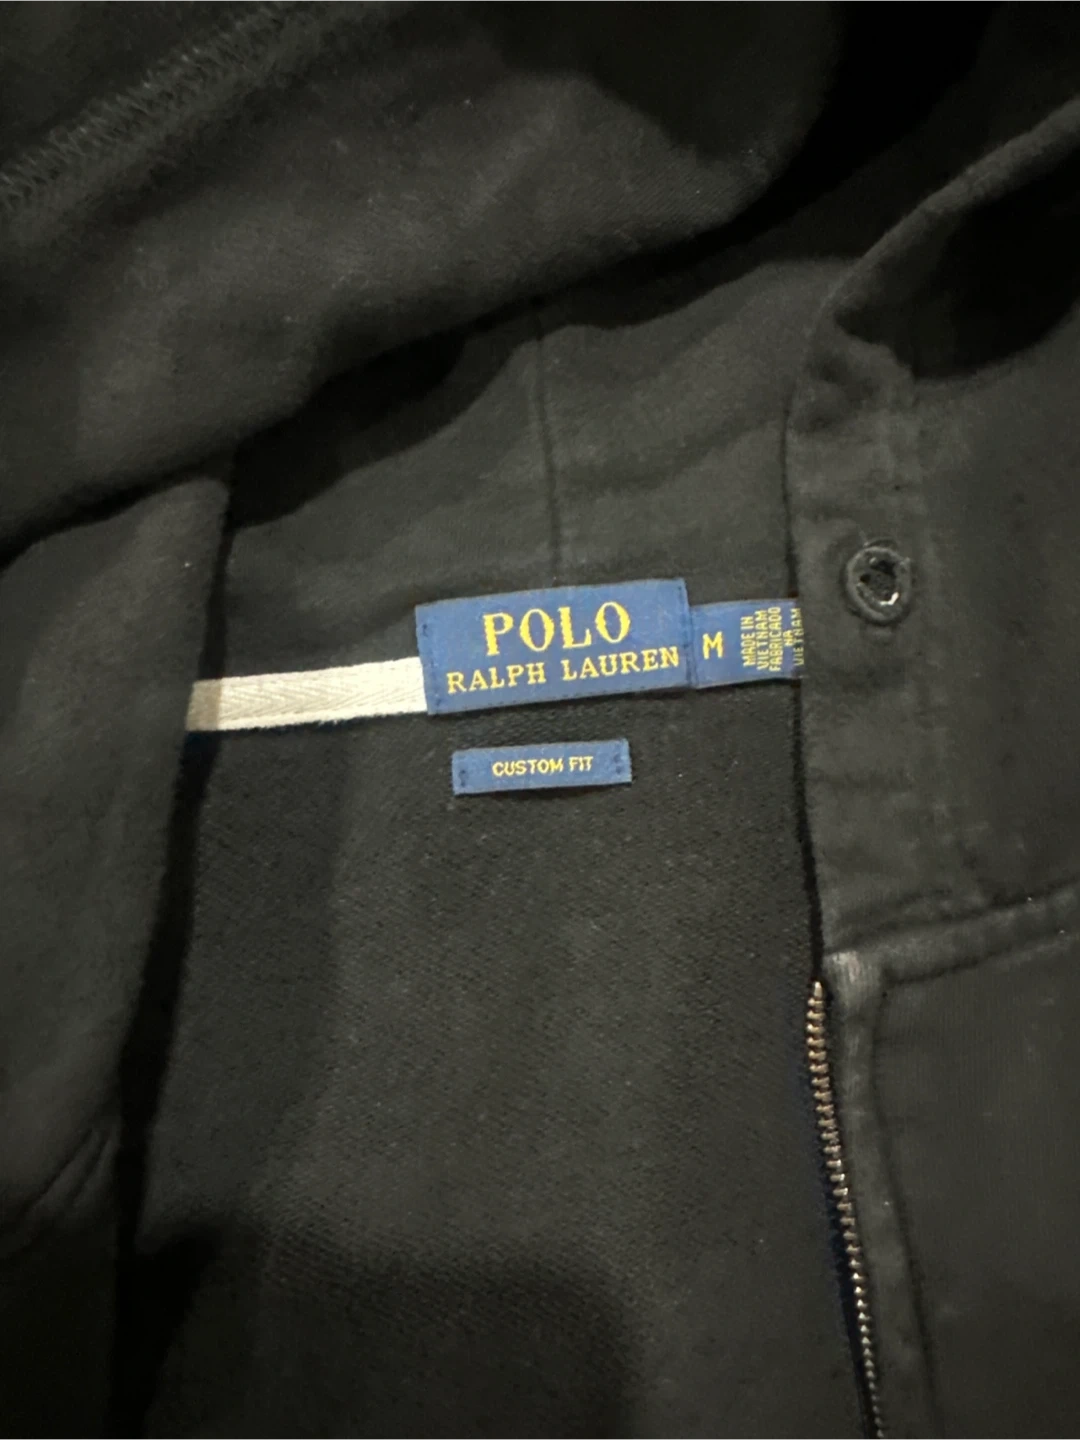 POLO
RALPH LAUREN
M
MADE IN
VIETNAM
FABRICADO
NA
VIETNAM
CUSTOM FIT